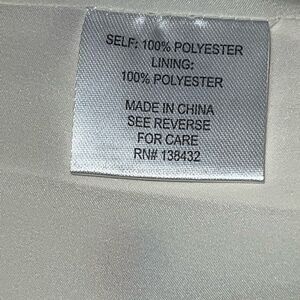 SELF: 100% POLYESTER
LINING:
100% POLYESTER
MADE IN CHINA
SEE REVERSE
FOR CARE
RN# 138432